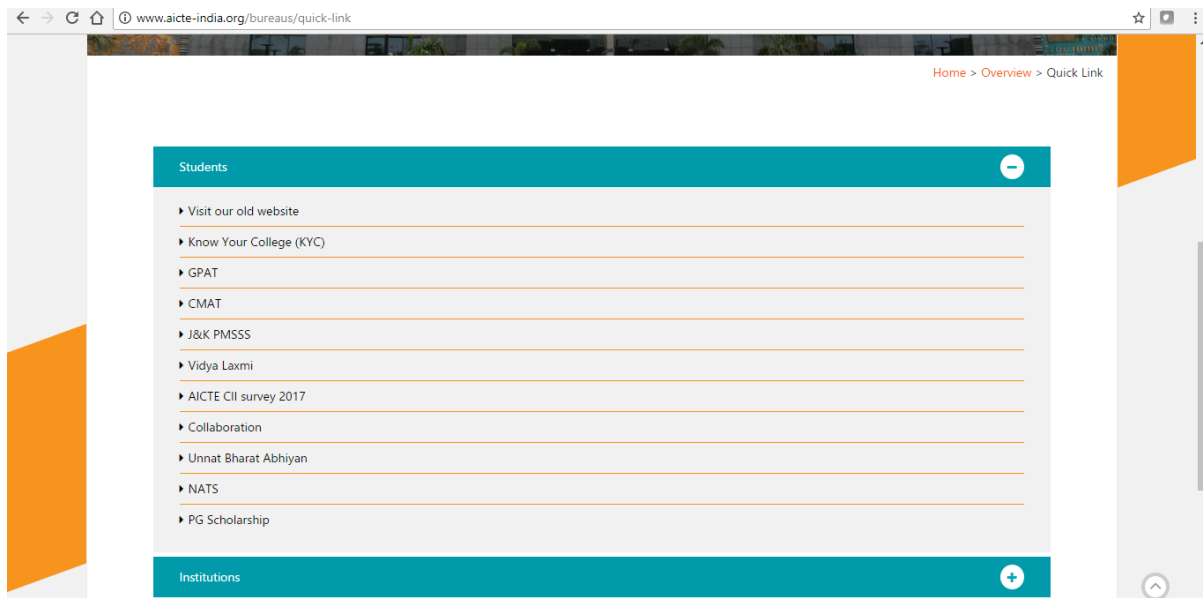 www.aicte-india.org/bureaus/quick-link
Home > Overview > Quick Link
Students
Visit our old website
Know Your College (KYC)
GPAT
CMAT
J&K PMSSS
Vidya Laxmi
AICTE CII survey 2017
Collaboration
Unnat Bharat Abhiyan
NATS
PG Scholarship
Institutions